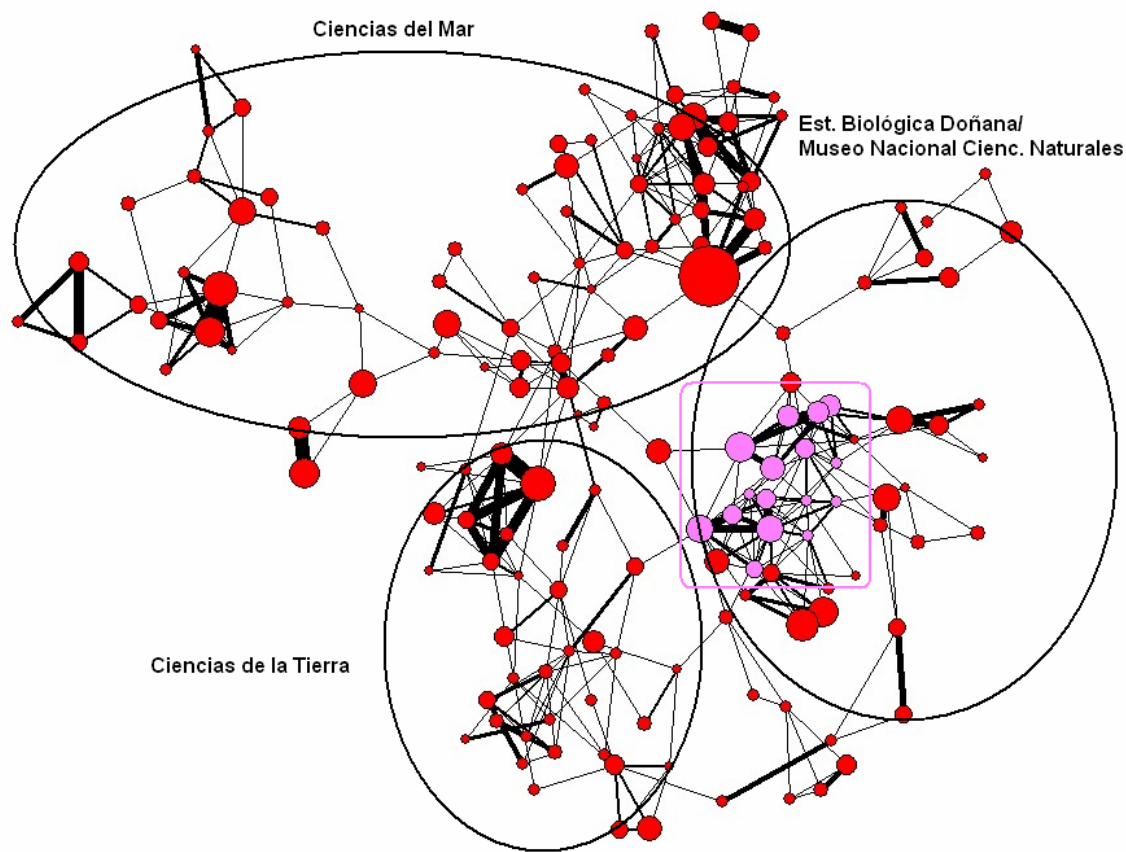 Ciencias del Mar
Est. Biológica Doñana/
Museo Nacional Cienc. Naturales
Ciencias de la Tierra